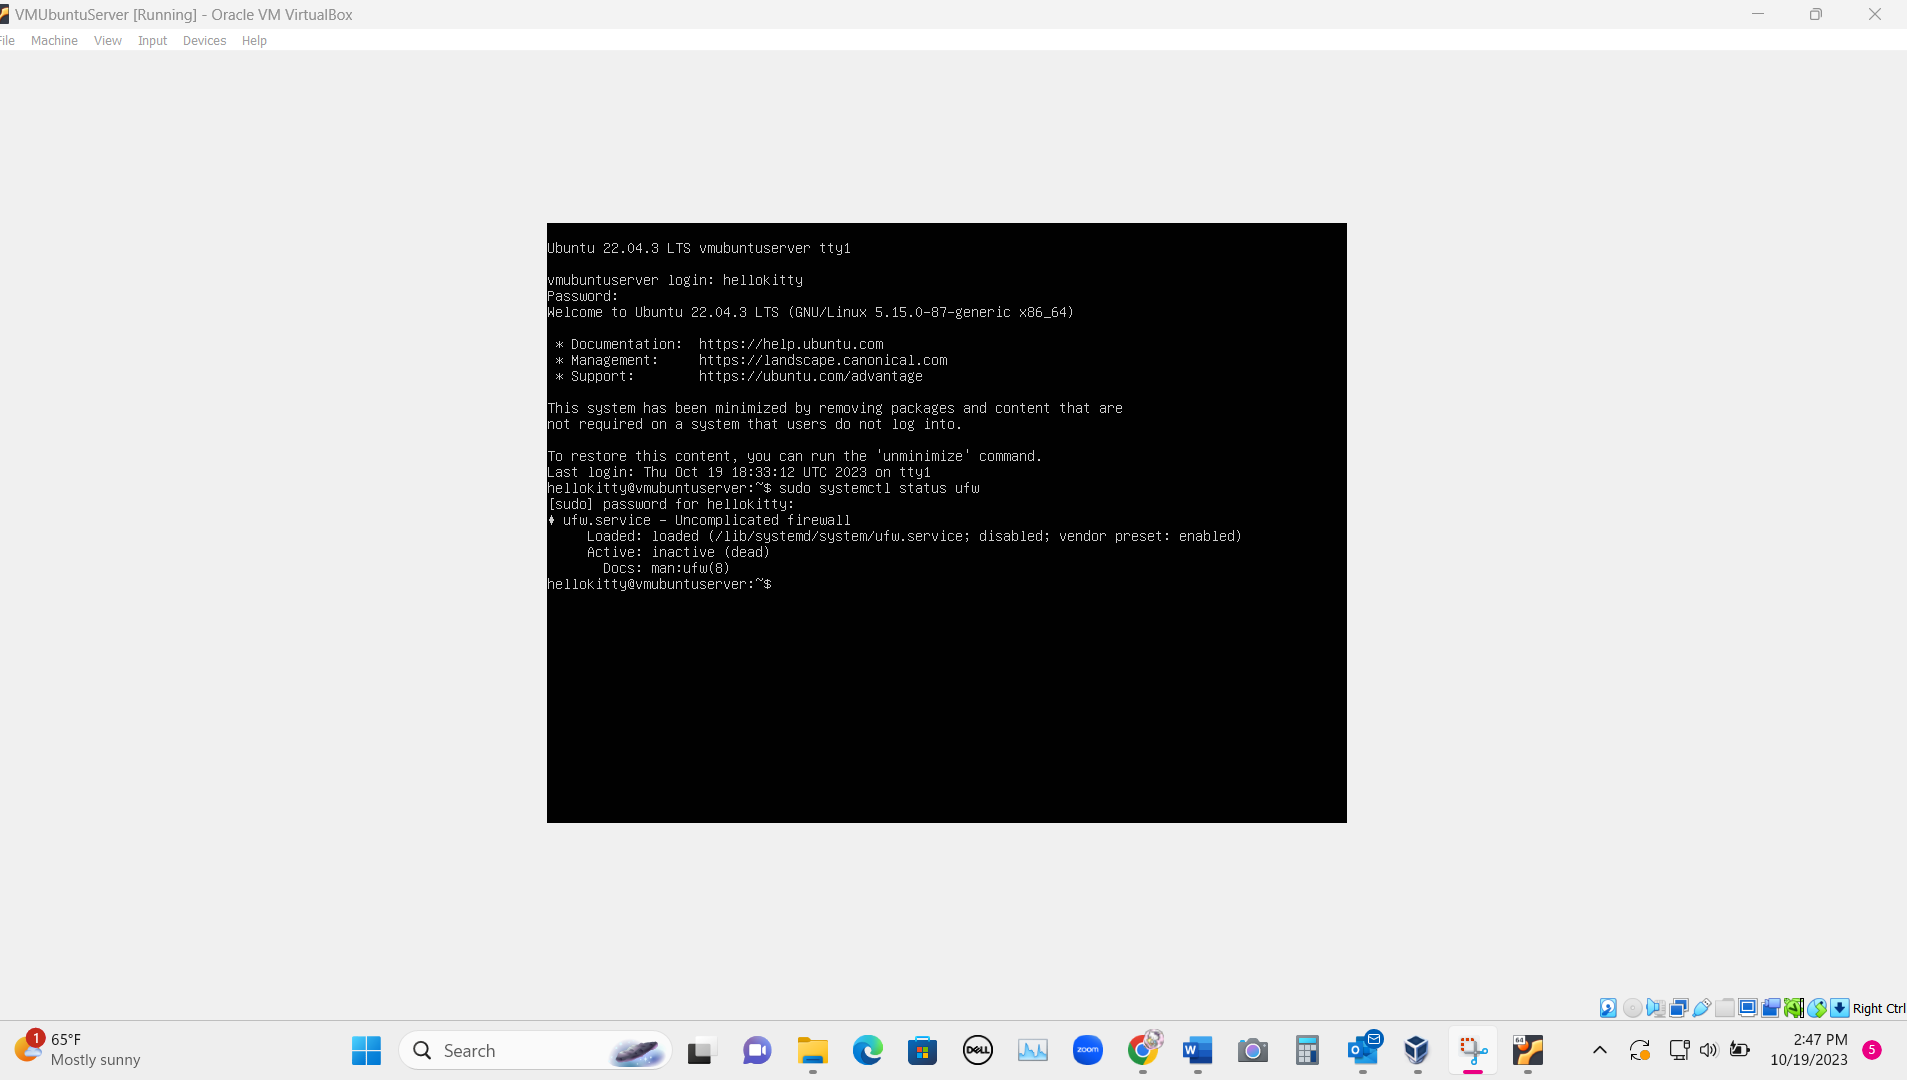 VMUbuntuServer [Running] - Oracle VM VirtualBox
File Machine View Input Devices Help
Ubuntu 22.04.3 LTS vmubuntuserver tty1
vmubuntuserver login: hellokitty
Password:
Welcome to Ubuntu 22.04.3 LTS (GNU/Linux 5.15.0-87-generic x86_64)
* Documentation:  https://help.ubuntu.com
* Management:     https://landscape.canonical.com
* Support:        https://ubuntu.com/advantage
This system has been minimized by removing packages and content that are
not required on a system that users do not log into.
To restore this content, you can run the 'unminimize' command.
Last login: Thu Oct 19 18:33:12 UTC 2023 on tty1
hellokitty@vmubuntuserver:~$ sudo systemctl status ufw
[sudo] password for hellokitty:
ufw.service - Uncomplicated firewall
Loaded: loaded (/lib/systemd/system/ufw.service; disabled; vendor preset: enabled)
Active: inactive (dead)
Docs: man:ufw(8)
hellokitty@vmubuntuserver:~$
Right Ctrl
1
65°F
Mostly sunny
Search
DELL
zoom
W
64
2:47 PM
10/19/2023
5